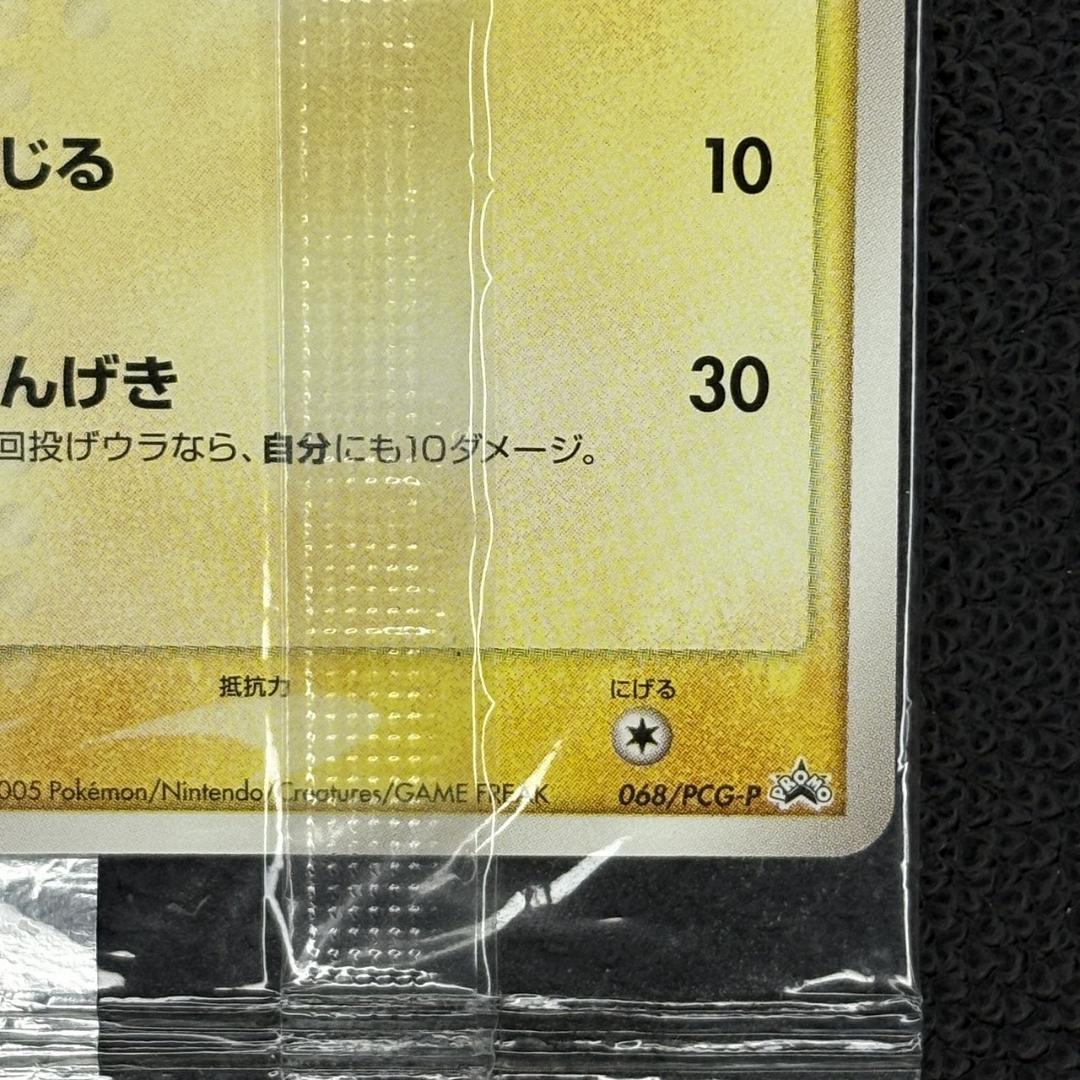 じる 10
んげき 30
回投げウラなら、自分にも10ダメージ。
抵抗力 にげる
005 Pokémon/Nintendo/Creatures/GAME FREAK 068/PCG-P PROMO